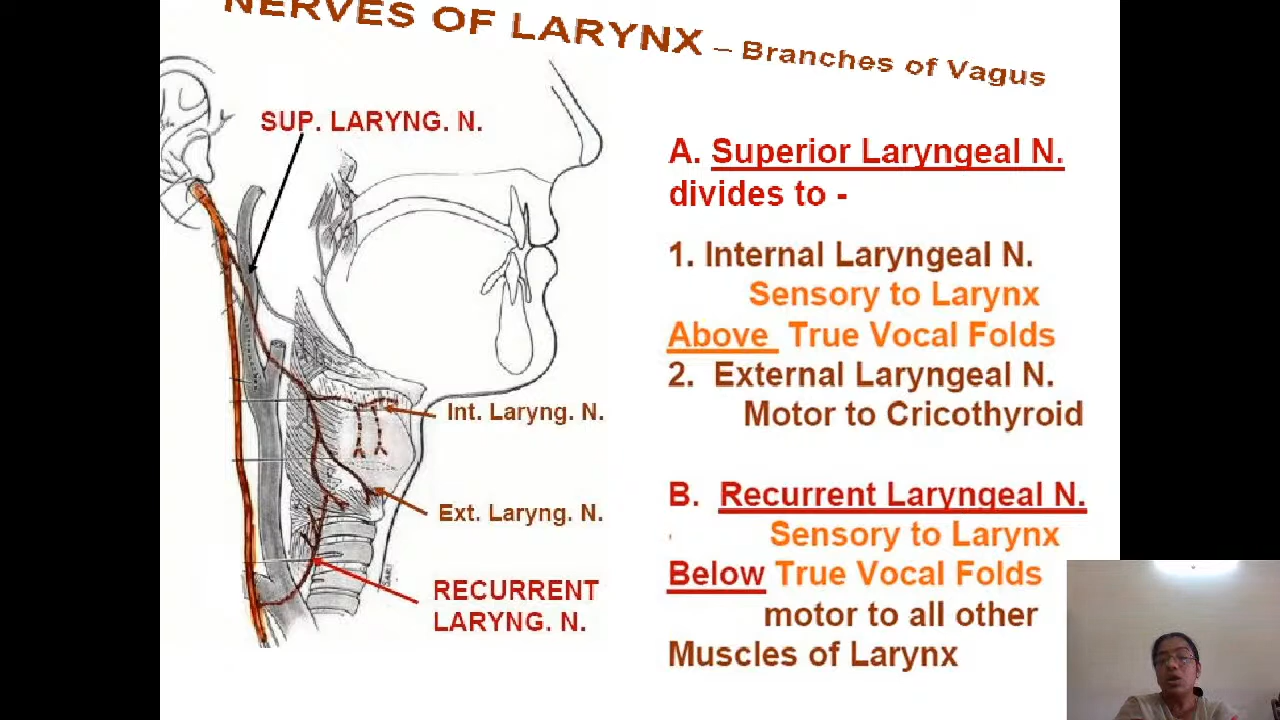 NERVES OF LARYNX – Branches of Vagus
SUP. LARYNG. N.
Int. Laryng. N.
Ext. Laryng. N.
RECURRENT
LARYNG. N.
A. Superior Laryngeal N.
divides to -
1. Internal Laryngeal N.
Sensory to Larynx
Above True Vocal Folds
2. External Laryngeal N.
Motor to Cricothyroid
B. Recurrent Laryngeal N.
Sensory to Larynx
Below True Vocal Folds
motor to all other
Muscles of Larynx